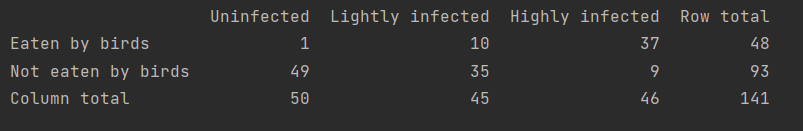 Uninfected Lightly infected Highly infected Row total
Eaten by birds 1 10 37 48
Not eaten by birds 49 35 9 93
Column total 50 45 46 141